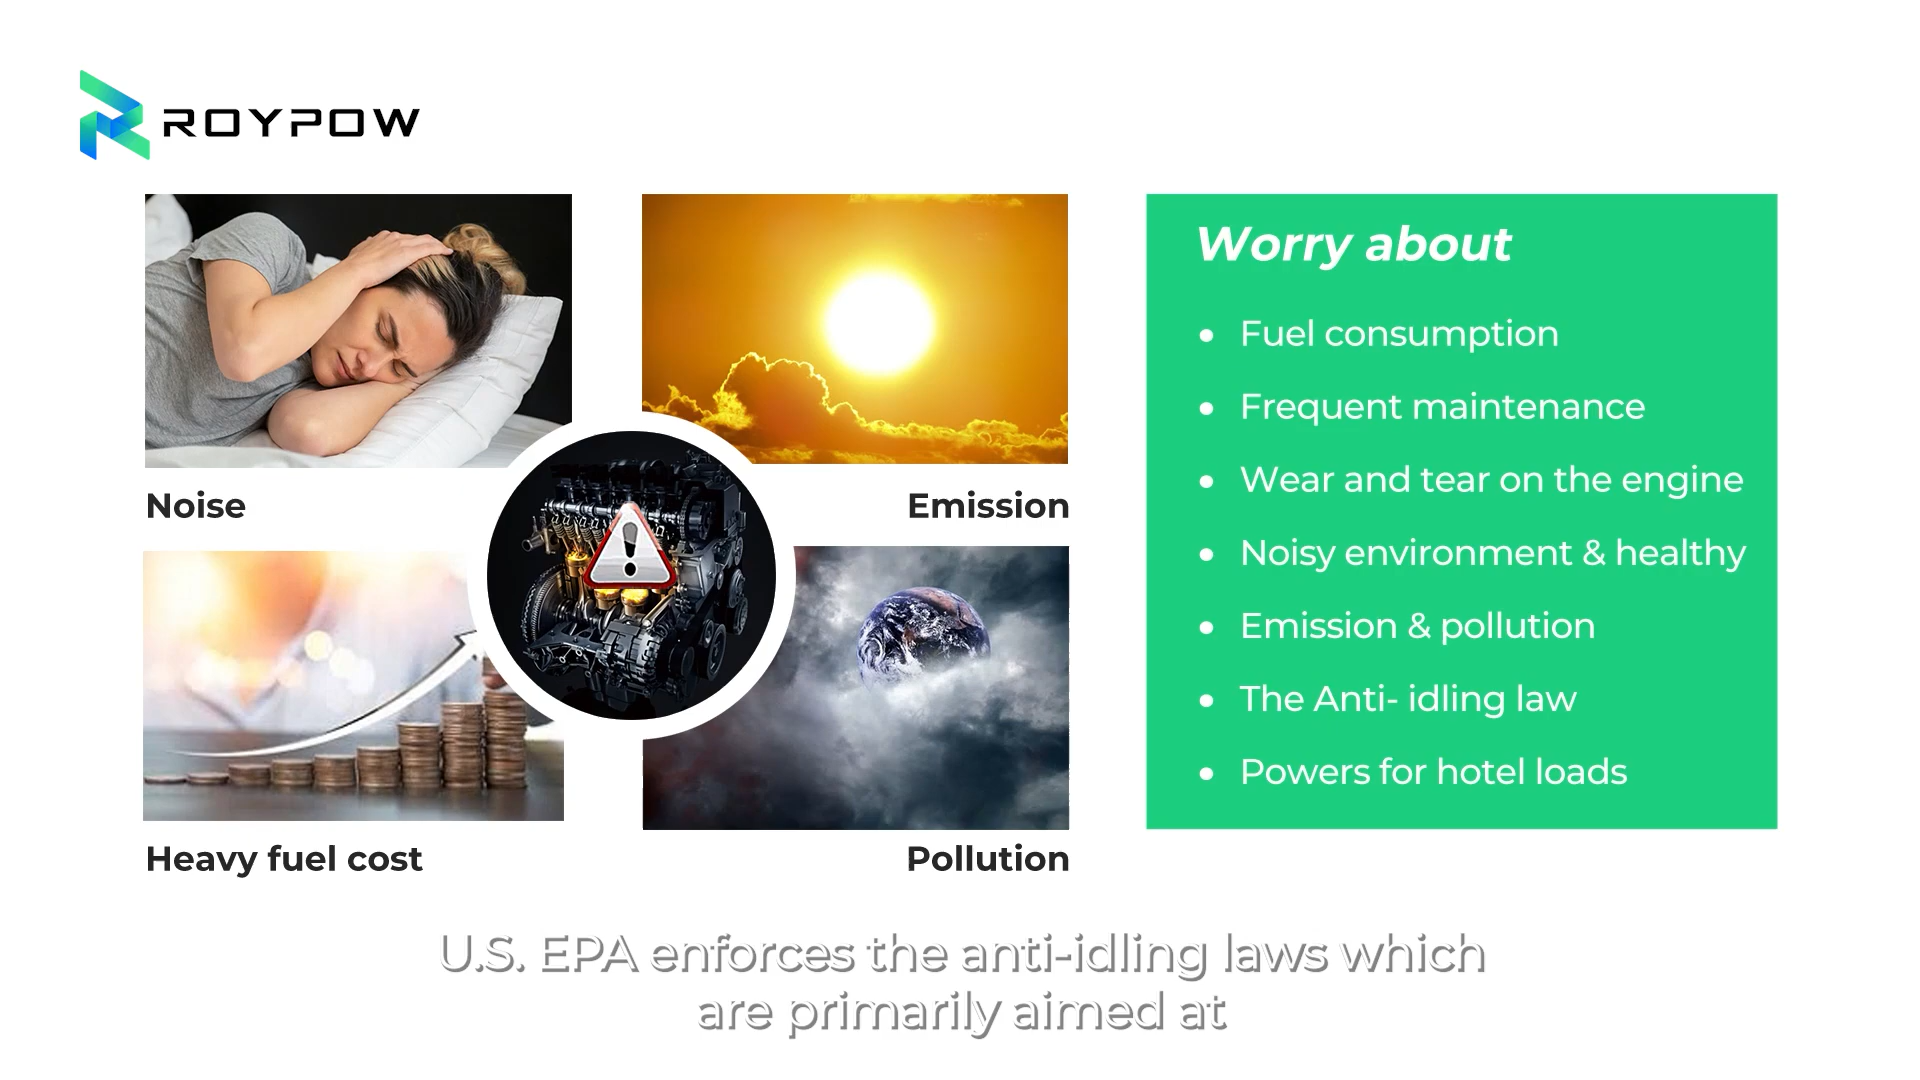 ROYPOW
Noise
Emission
Heavy fuel cost
Pollution
Worry about
• Fuel consumption
• Frequent maintenance
• Wear and tear on the engine
• Noisy environment & healthy
• Emission & pollution
• The Anti- idling law
• Powers for hotel loads
U.S. EPA enforces the anti-idling laws which
are primarily aimed at